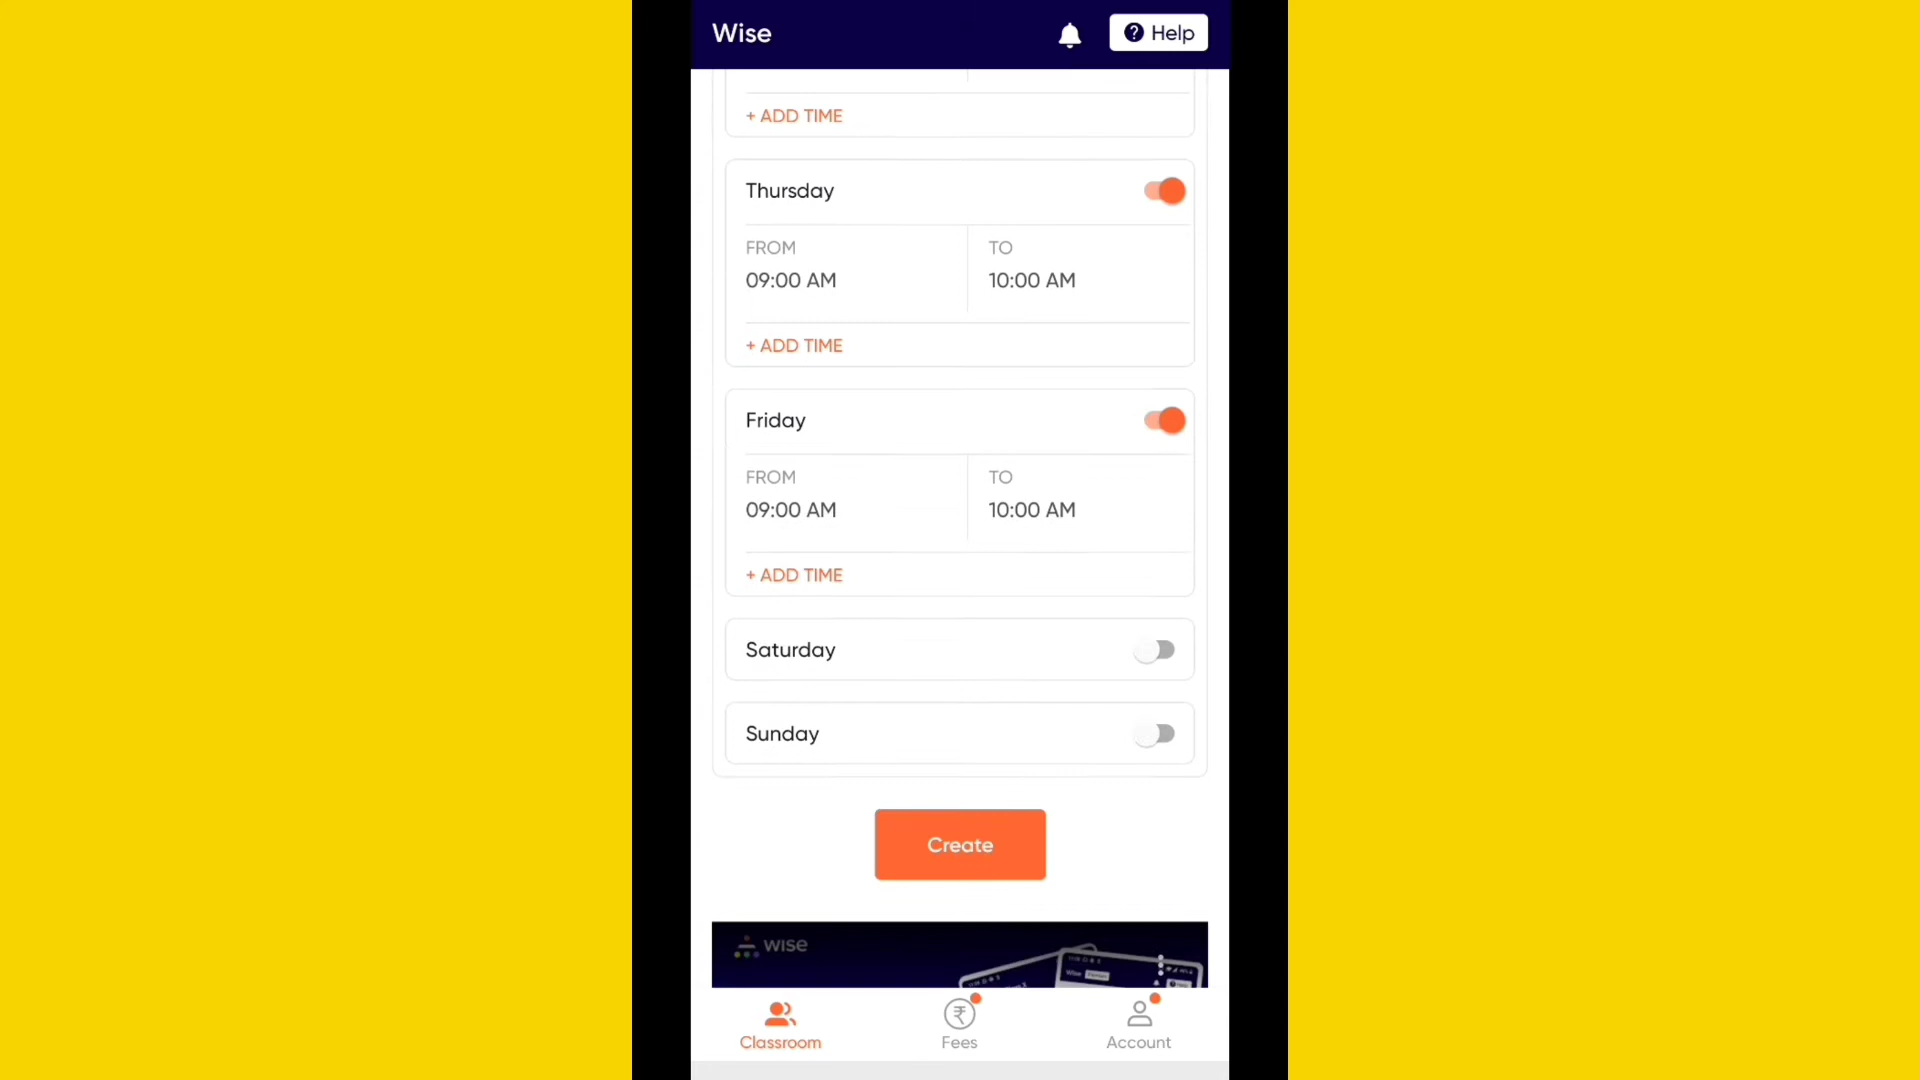 Wise
Help
+ ADD TIME
Thursday
FROM TO
09:00 AM 10:00 AM
+ ADD TIME
Friday
FROM TO
09:00 AM 10:00 AM
+ ADD TIME
Saturday
Sunday
Create
wise
Wise
Classroom Fees Account